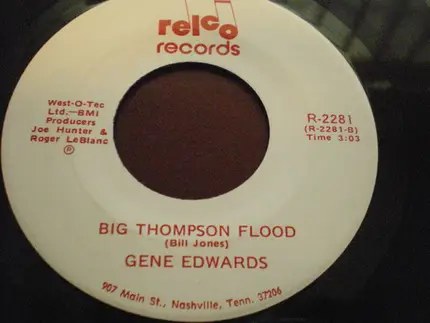 relco
records
West-O-Tec
Ltd.—BMI
Producers
Joe Hunter &
Roger LeBlanc
℗
R-2281
(R-2281-B)
Time 3:03
BIG THOMPSON FLOOD
(Bill Jones)
GENE EDWARDS
907 Main St., Nashville, Tenn. 37206